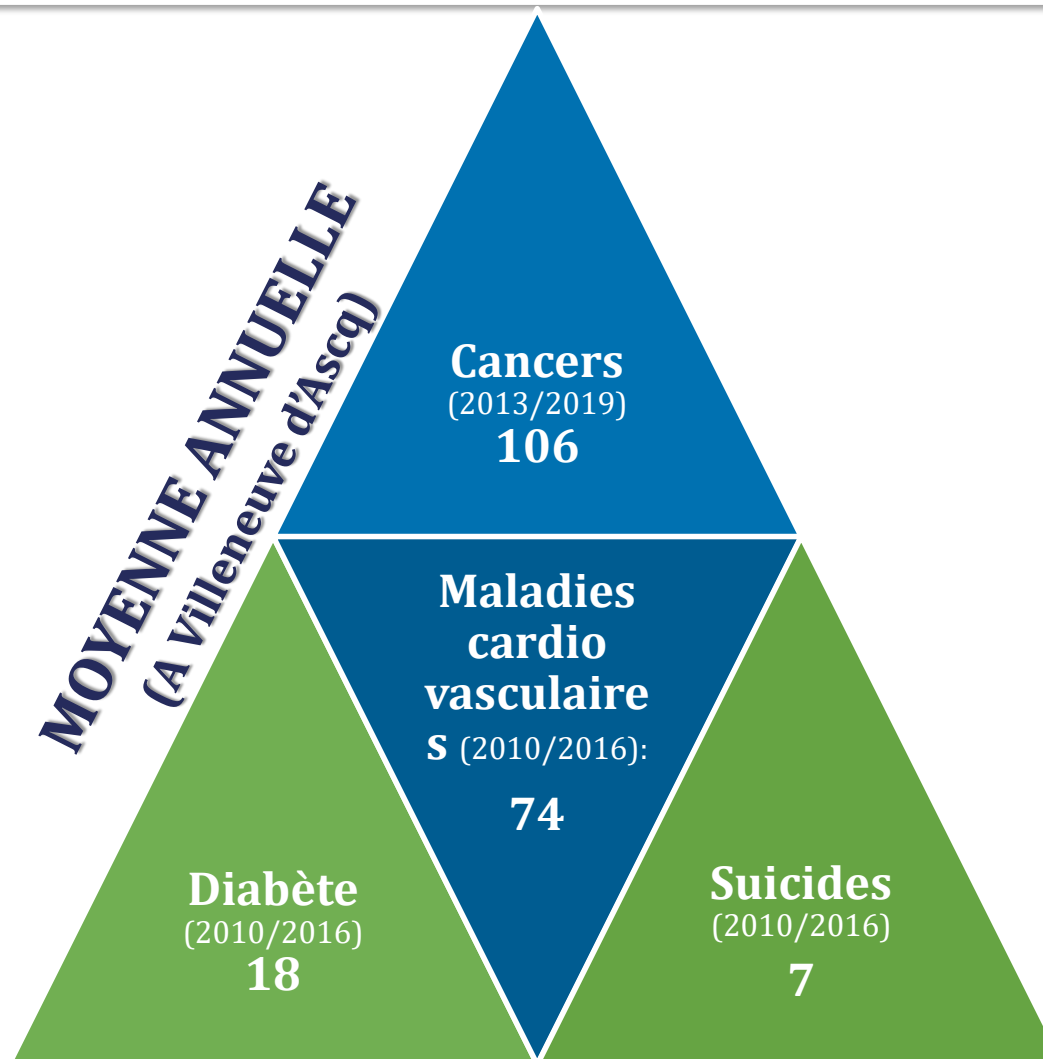 MOYENNE ANNUELLE
(A Villeneuve d'Ascq)
Cancers
(2013/2019)
106
Maladies
cardio
vasculaire
s (2010/2016):
74
Diabète
(2010/2016)
18
Suicides
(2010/2016)
7